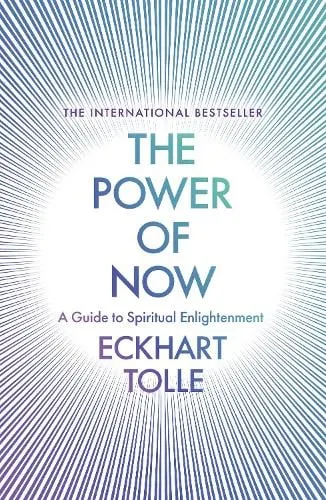 THE INTERNATIONAL BESTSELLER
THE
POWER
OF
NOW
A Guide to Spiritual Enlightenment
ECKHART
TOLLE